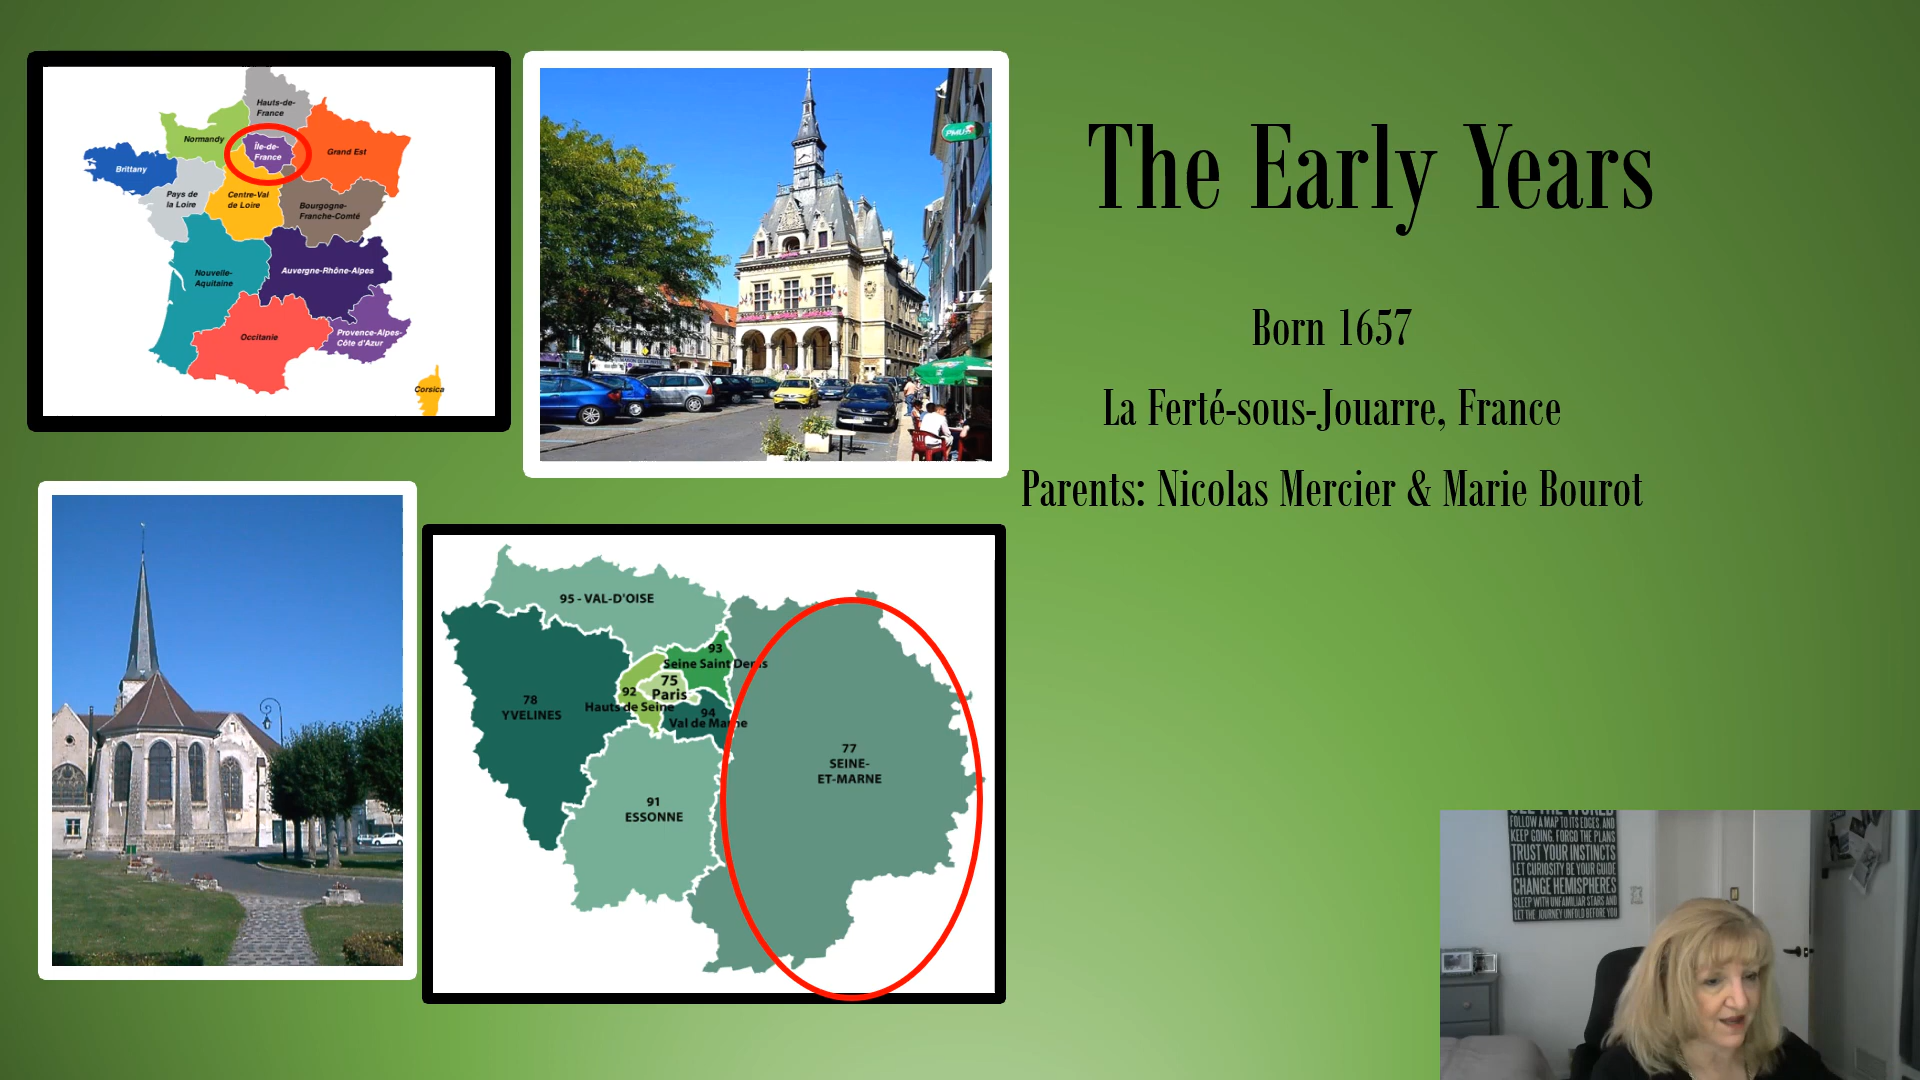 The Early Years
Born 1657
La Ferté-sous-Jouarre, France
Parents: Nicolas Mercier & Marie Bourot
Hauts-de-
France
Normandy
Île-de-
France
Grand Est
Brittany
Pays de
la Loire
Centre-Val
de Loire
Bourgogne-
Franche-Comté
Nouvelle-
Aquitaine
Auvergne-Rhône-Alpes
Occitanie
Provence-Alpes-
Côte d'Azur
Corsica
PMU
95 - VAL-D'OISE
93
Seine Saint Denis
75
Paris
92
Hauts de Seine
94
Val de Marne
78
YVELINES
77
SEINE-
ET-MARNE
91
ESSONNE
SEE THE WORLD
FOLLOW A MAP TO ITS EDGES, AND
KEEP GOING. FORGO THE PLANS
TRUST YOUR INSTINCTS
LET CURIOSITY BE YOUR GUIDE
CHANGE HEMISPHERES
SLEEP WITH UNFAMILIAR STARS AND
LET THE JOURNEY UNFOLD BEFORE YOU